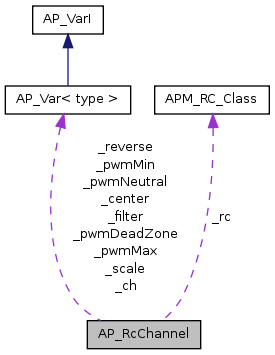 AP_VarI
AP_Var< type >
APM_RC_Class
_reverse
_pwmMin
_pwmNeutral
_center
_filter
_pwmDeadZone
_pwmMax
_scale
_ch
_rc
AP_RcChannel